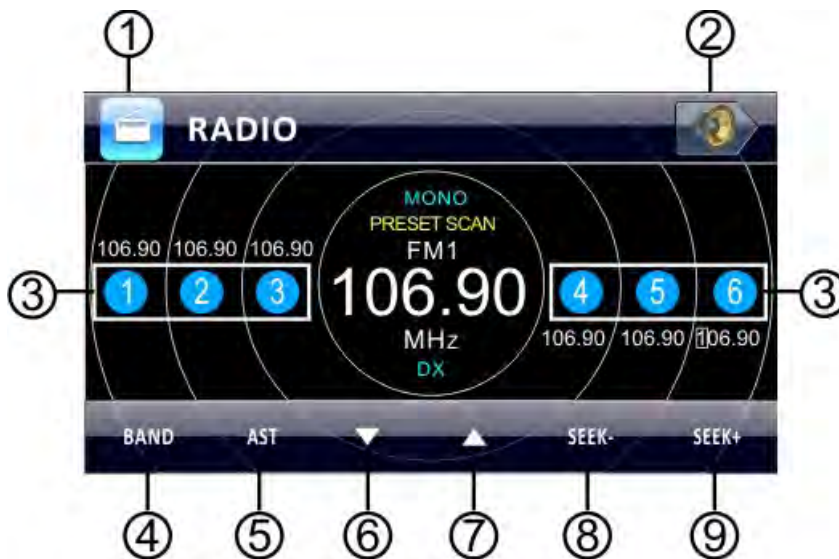 ① ②
RADIO
MONO
PRESET SCAN
FM1
106.90 106.90 106.90
③ 1 2 3 106.90 4 5 6 ③
MHz
106.90 106.90 106.90
DX
BAND AST ▼ ▲ SEEK- SEEK+
④ ⑤ ⑥ ⑦ ⑧ ⑨